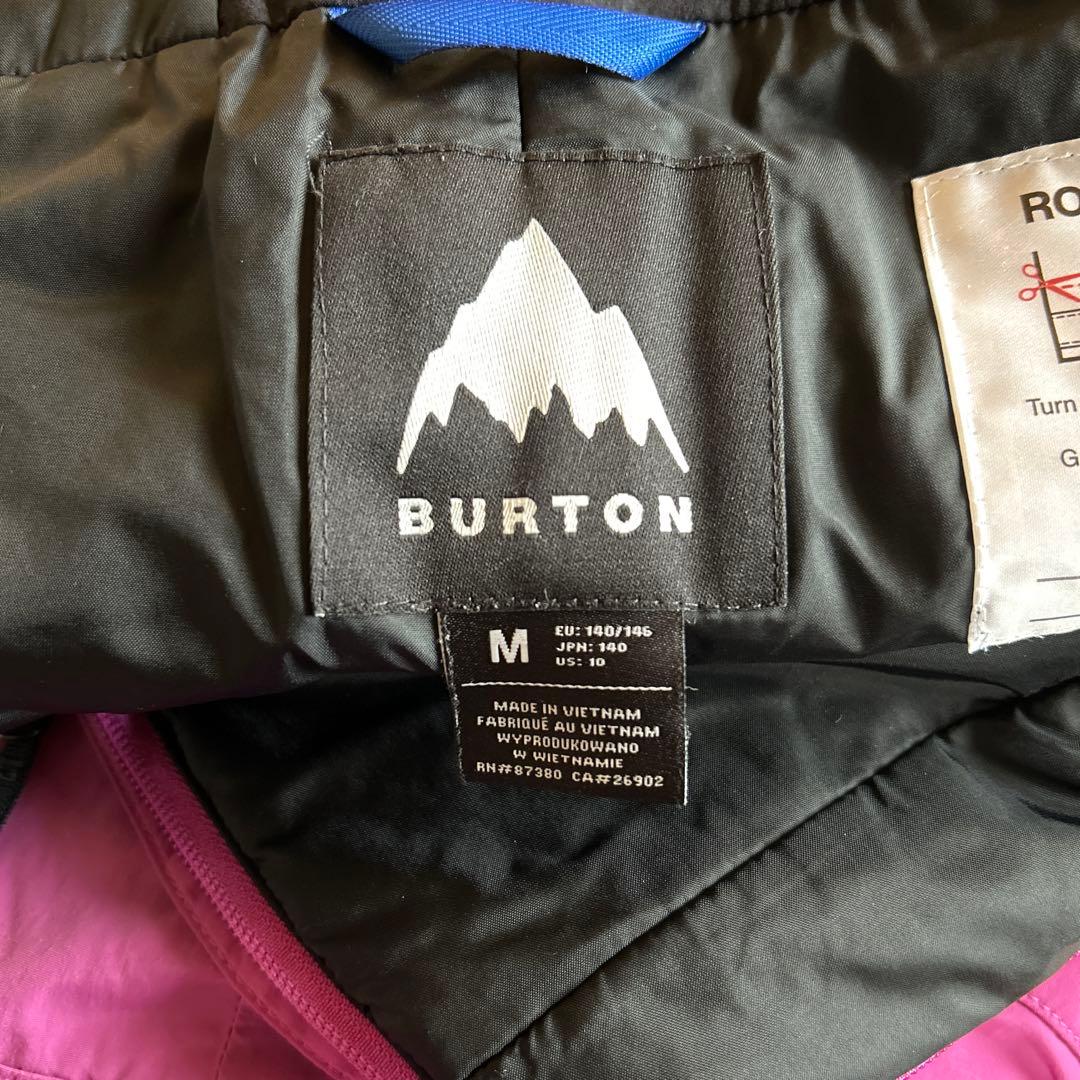 BURTON
M
EU: 140/146
JPN: 140
US: 10
MADE IN VIETNAM
FABRIQUÉ AU VIETNAM
WYPRODUKOWANO
W WIETNAMIE
RN#87380 CA#26902
RO
Turn
G